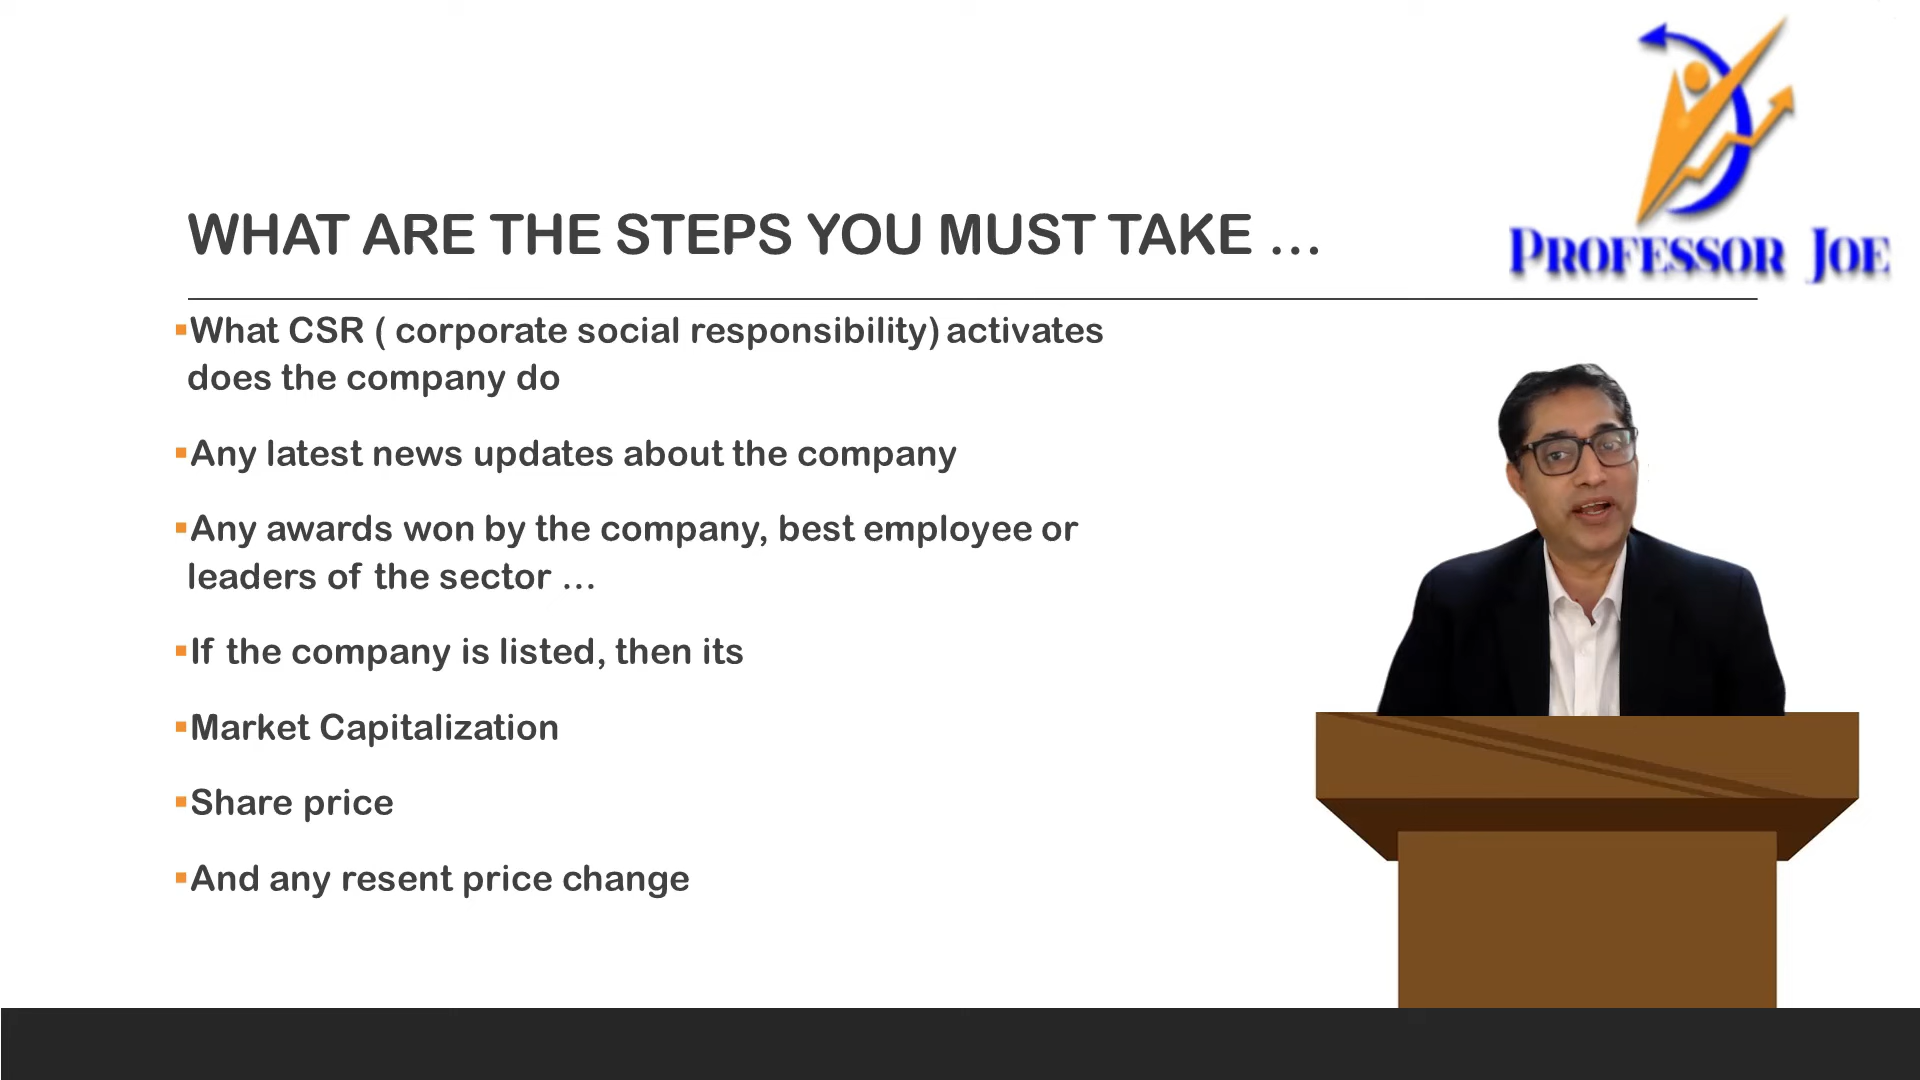 PROFESSOR JOE
WHAT ARE THE STEPS YOU MUST TAKE ...
▪What CSR ( corporate social responsibility) activates
does the company do
▪Any latest news updates about the company
▪Any awards won by the company, best employee or
leaders of the sector ...
▪If the company is listed, then its
▪Market Capitalization
▪Share price
▪And any resent price change